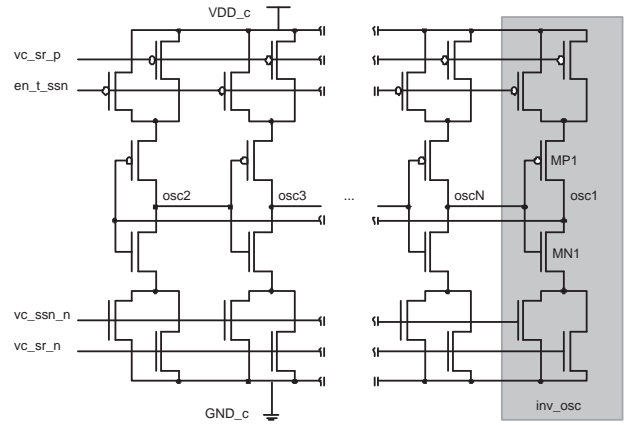 VDD_c
vc_sr_p
en_t_ssn
MP1
osc2
osc3
...
oscN
osc1
MN1
vc_ssn_n
vc_sr_n
GND_c
inv_osc